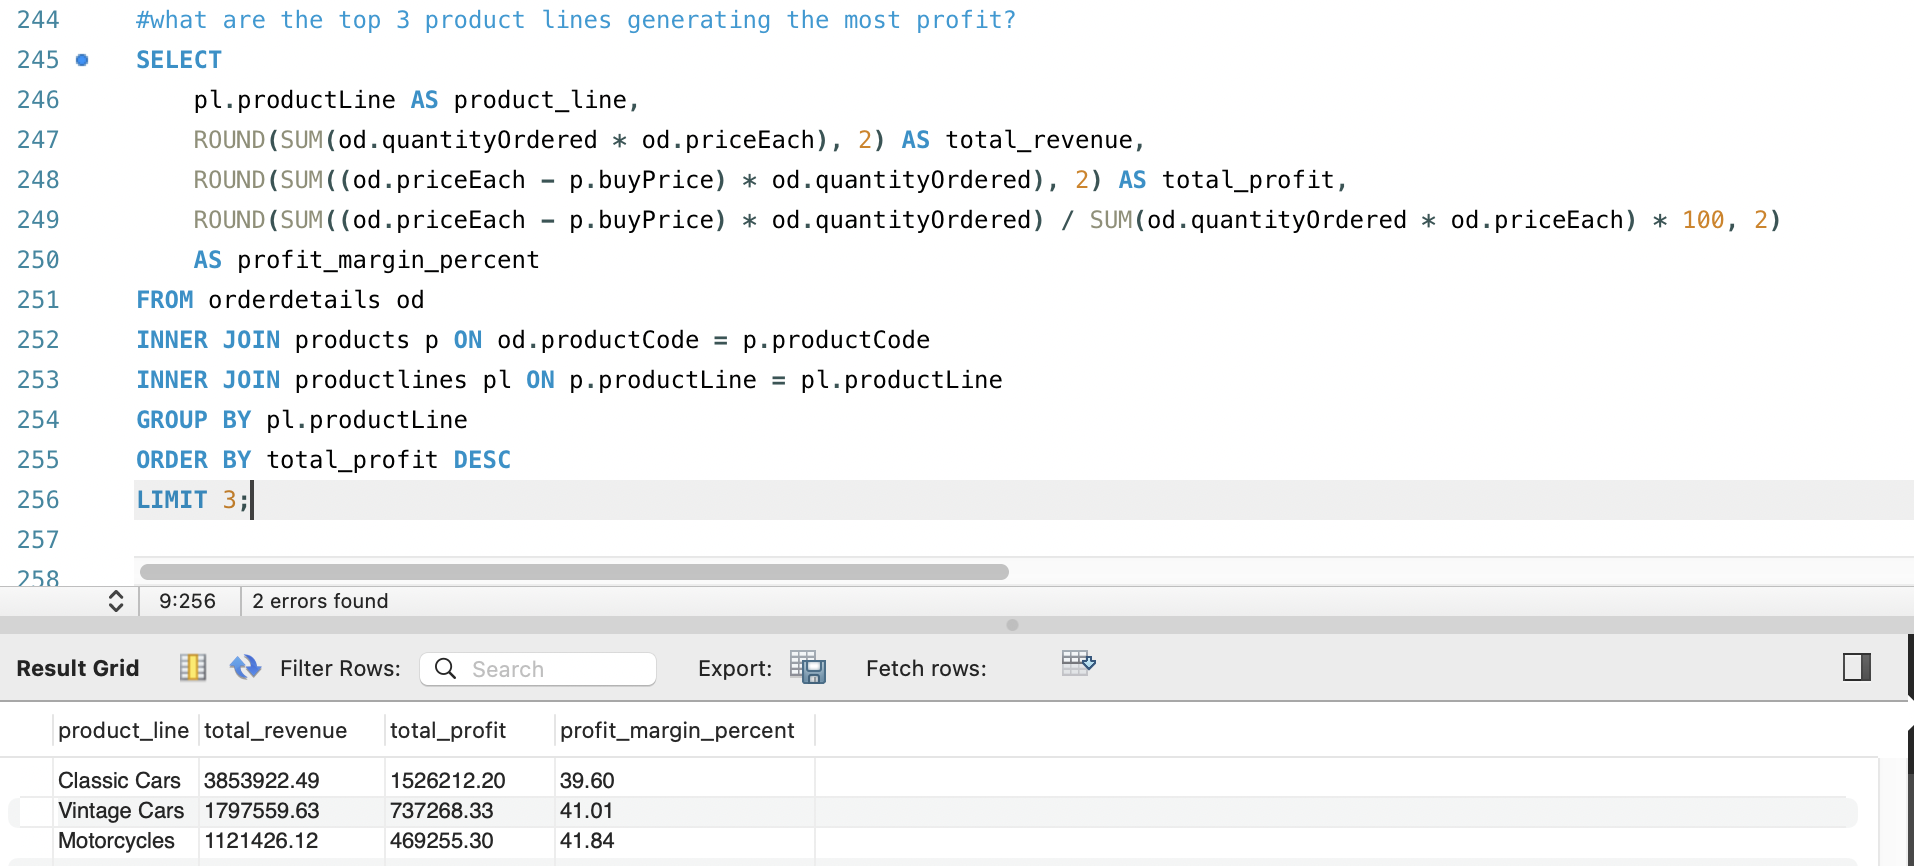 244 #what are the top 3 product lines generating the most profit?
245 SELECT
246 pl.productLine AS product_line,
247 ROUND(SUM(od.quantityOrdered * od.priceEach), 2) AS total_revenue,
248 ROUND(SUM((od.priceEach - p.buyPrice) * od.quantityOrdered), 2) AS total_profit,
249 ROUND(SUM((od.priceEach - p.buyPrice) * od.quantityOrdered) / SUM(od.quantityOrdered * od.priceEach) * 100, 2)
250 AS profit_margin_percent
251 FROM orderdetails od
252 INNER JOIN products p ON od.productCode = p.productCode
253 INNER JOIN productlines pl ON p.productLine = pl.productLine
254 GROUP BY pl.productLine
255 ORDER BY total_profit DESC
256 LIMIT 3;
257
258
9:256 2 errors found
Result Grid Filter Rows: Search Export: Fetch rows:
product_line total_revenue total_profit profit_margin_percent
Classic Cars 3853922.49 1526212.20 39.60
Vintage Cars 1797559.63 737268.33 41.01
Motorcycles 1121426.12 469255.30 41.84